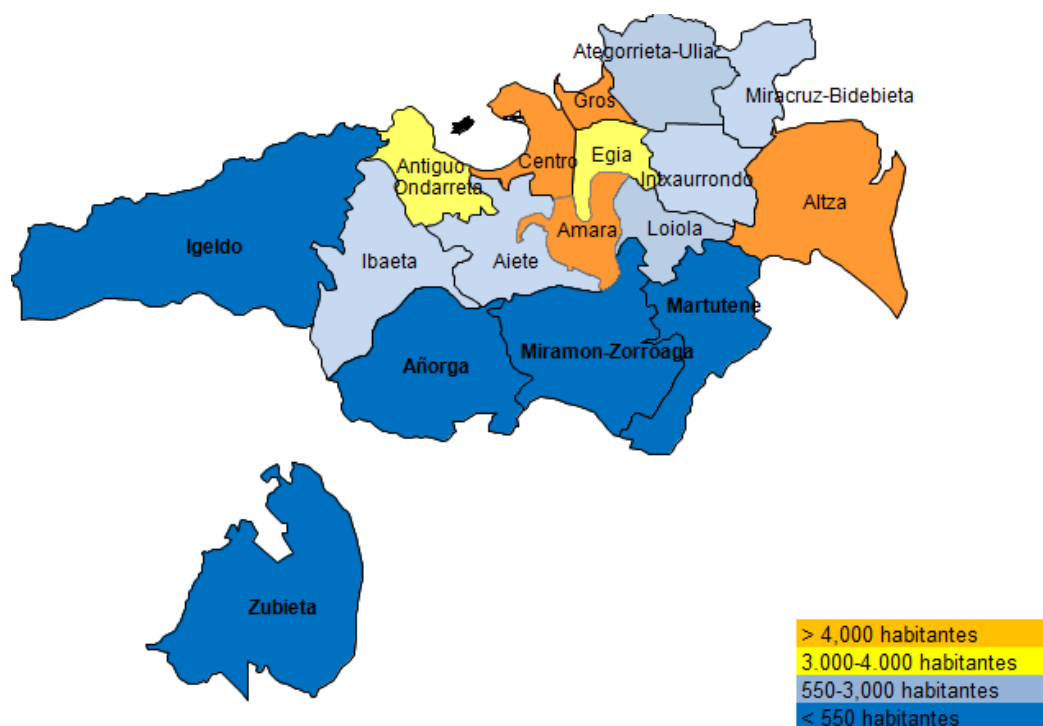 Ategorrieta-Ulia
Miracruz-Bidebieta
Gros
Antiguo
Ondarreta
Centro
Egia
Intxaurrondo
Altza
Igeldo
Ibaeta
Aiete
Amara
Loiola
Martutene
Añorga
Miramon-Zorroaga
Zubieta
> 4,000 habitantes
3.000-4.000 habitantes
550-3,000 habitantes
< 550 habitantes